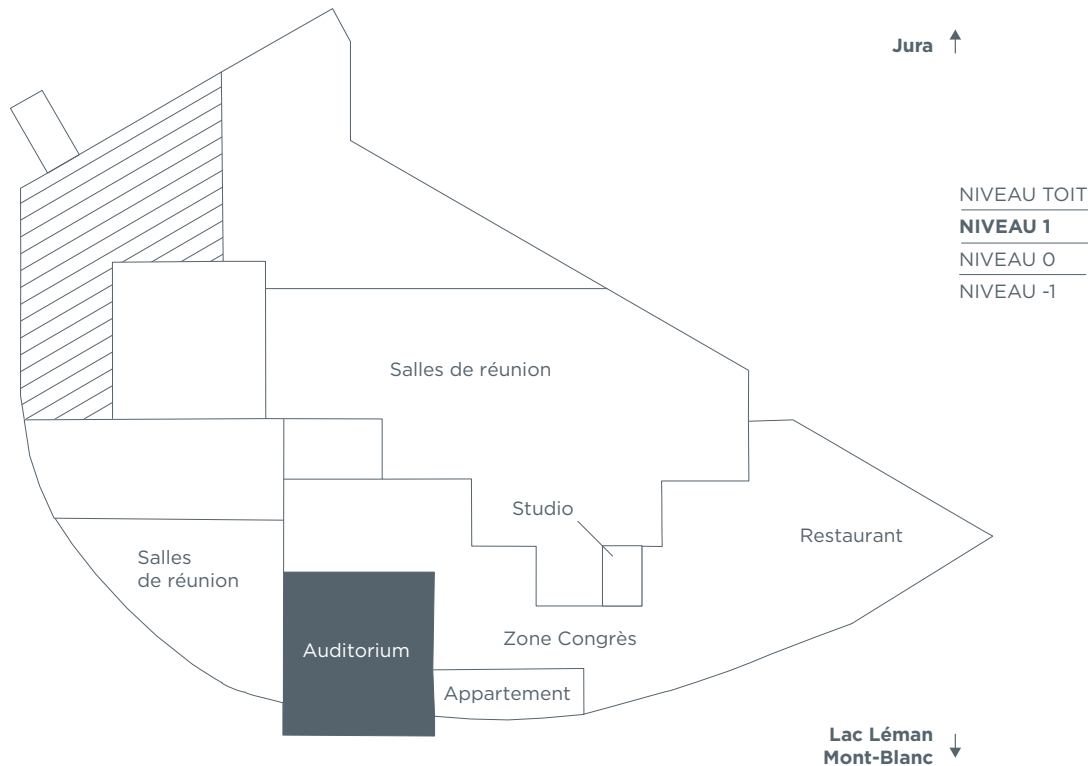 Jura
NIVEAU TOIT
NIVEAU 1
NIVEAU 0
NIVEAU -1
Salles de réunion
Studio
Restaurant
Salles
de réunion
Zone Congrès
Auditorium
Appartement
Lac Léman
Mont-Blanc